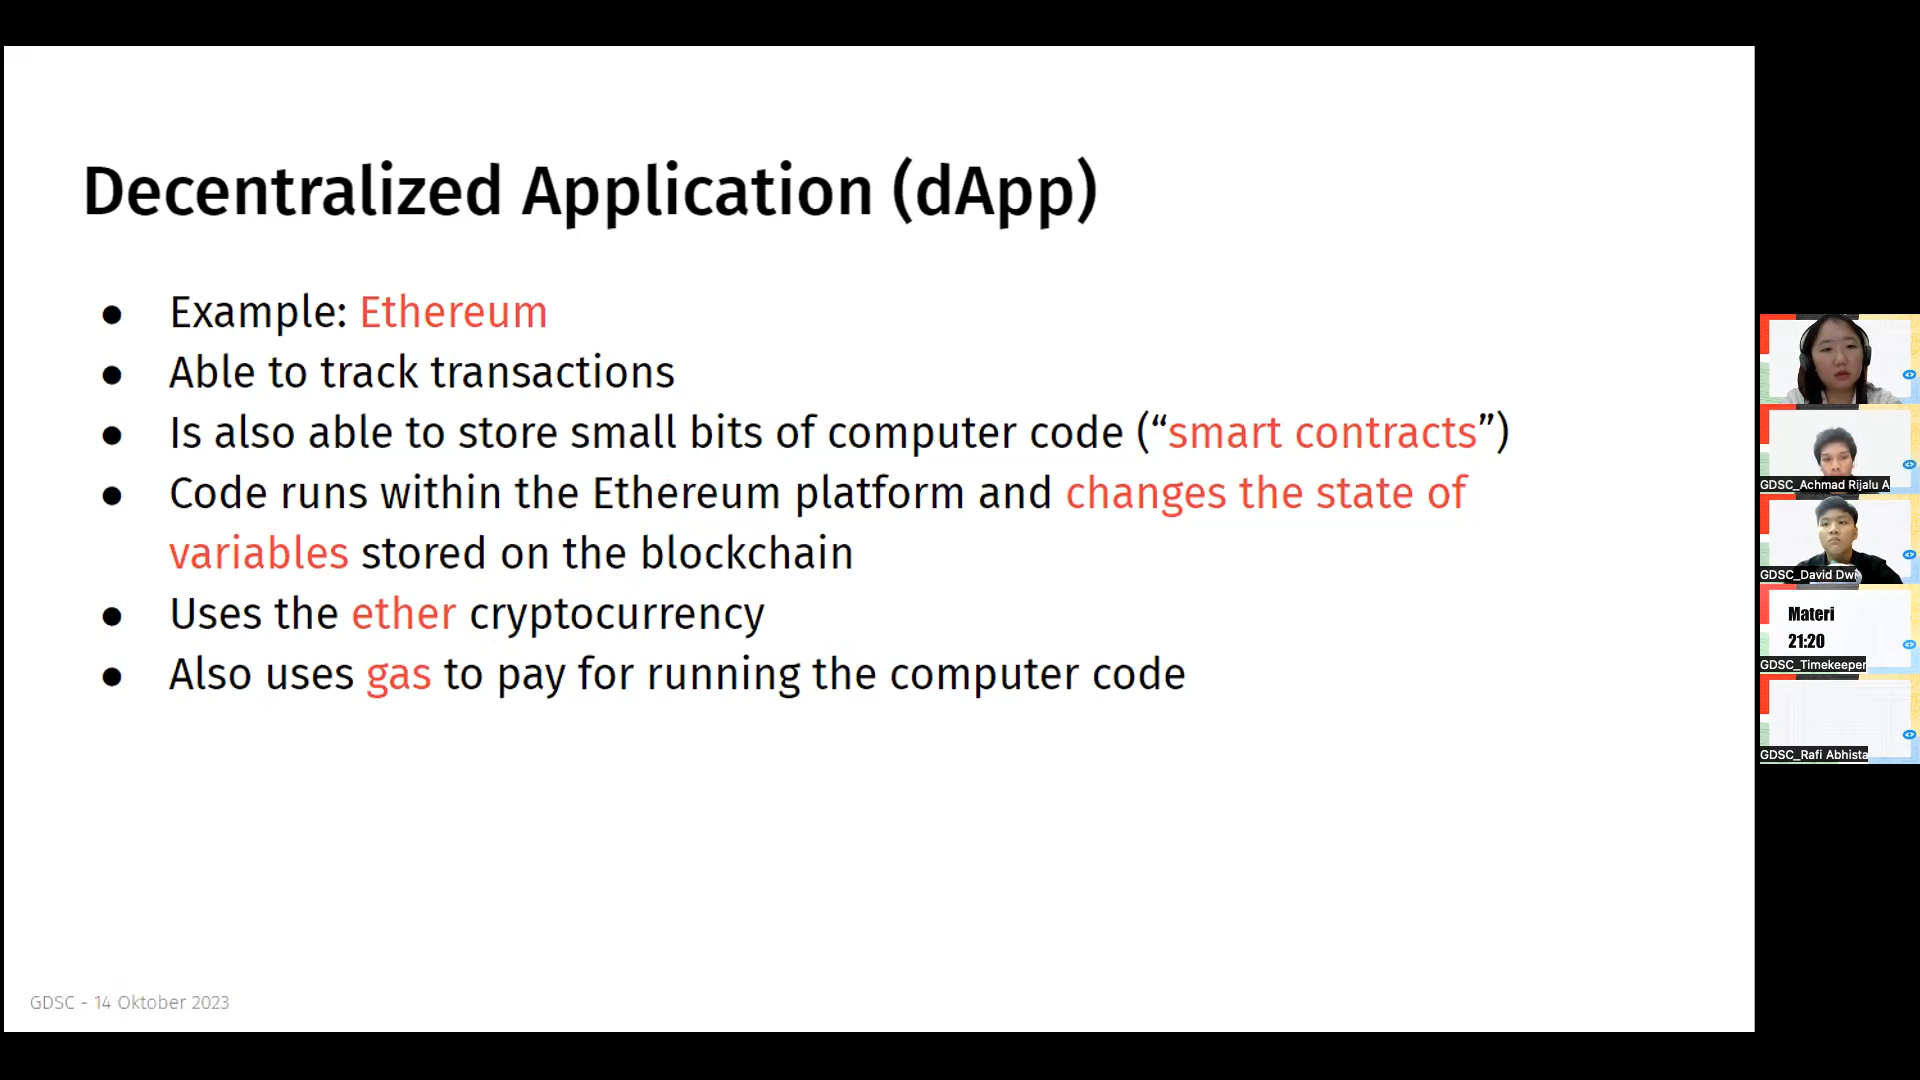 Decentralized Application (dApp)
● Example: Ethereum
● Able to track transactions
● Is also able to store small bits of computer code (“smart contracts”)
● Code runs within the Ethereum platform and changes the state of
variables stored on the blockchain
● Uses the ether cryptocurrency
● Also uses gas to pay for running the computer code
GDSC - 14 Oktober 2023
GDSC_Achmad Rijalu A
GDSC_David Dwi
Materi
21:20
GDSC_Timekeeper
GDSC_Rafi Abhista